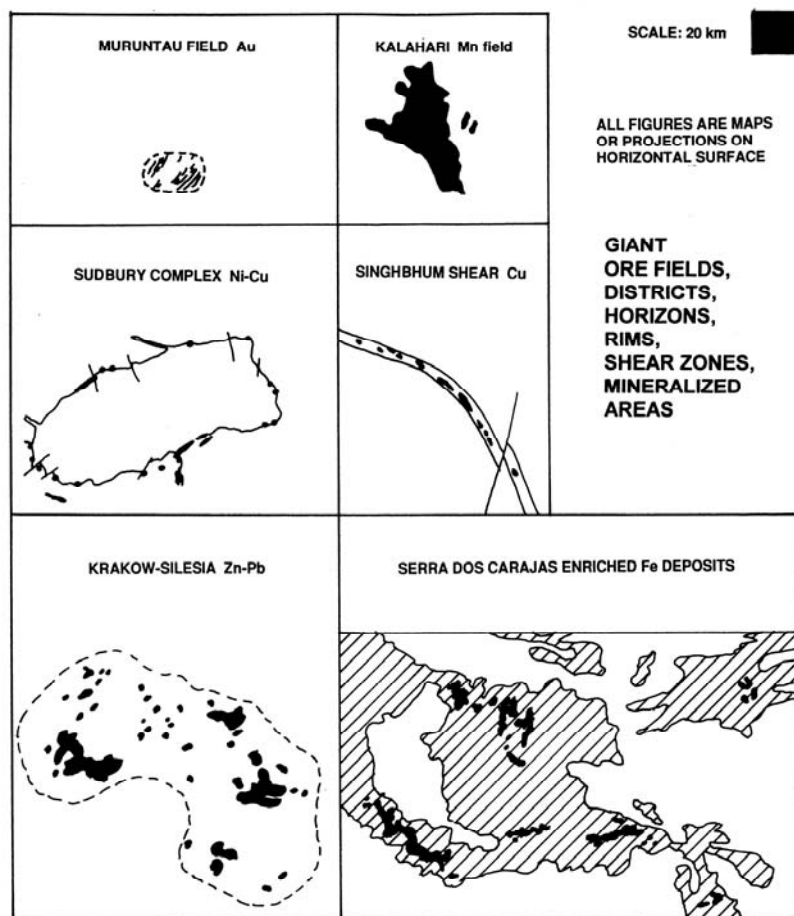 MURUNTAU FIELD Au
KALAHARI Mn field
SCALE: 20 km
ALL FIGURES ARE MAPS
OR PROJECTIONS ON
HORIZONTAL SURFACE
GIANT
ORE FIELDS,
DISTRICTS,
HORIZONS,
RIMS,
SHEAR ZONES,
MINERALIZED
AREAS
SUDBURY COMPLEX Ni-Cu
SINGHBHUM SHEAR Cu
KRAKOW-SILESIA Zn-Pb
SERRA DOS CARAJAS ENRICHED Fe DEPOSITS